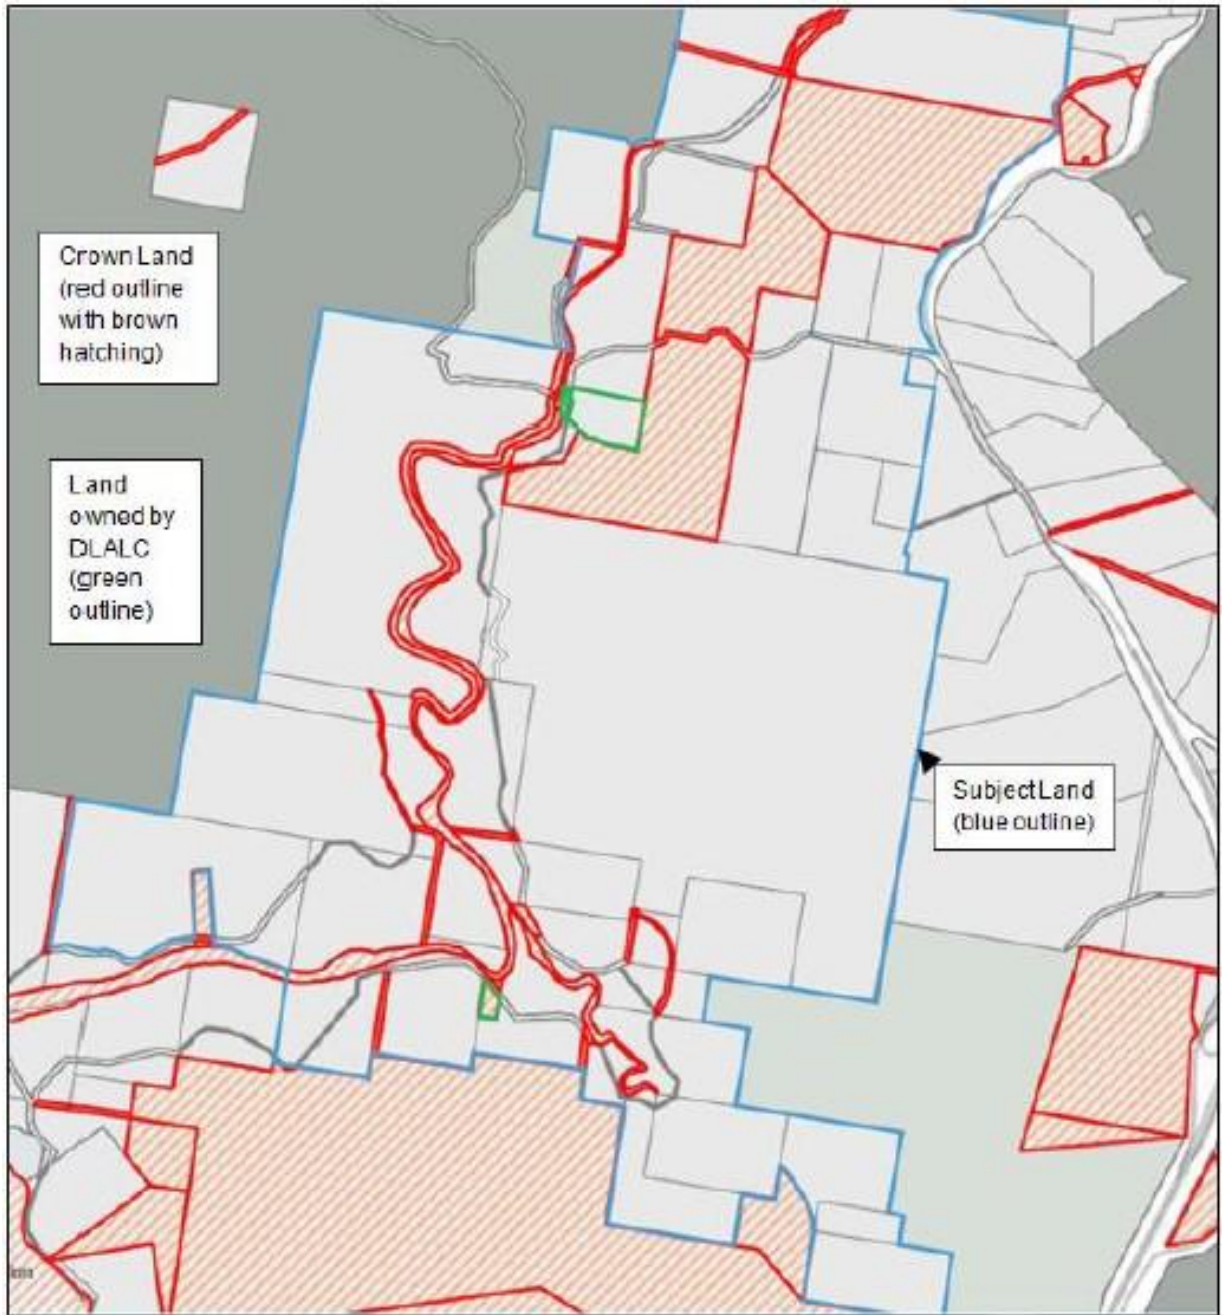 Crown Land
(red outline
with brown
hatching)
Land
owned by
DLALC
(green
outline)
Subject Land
(blue outline)